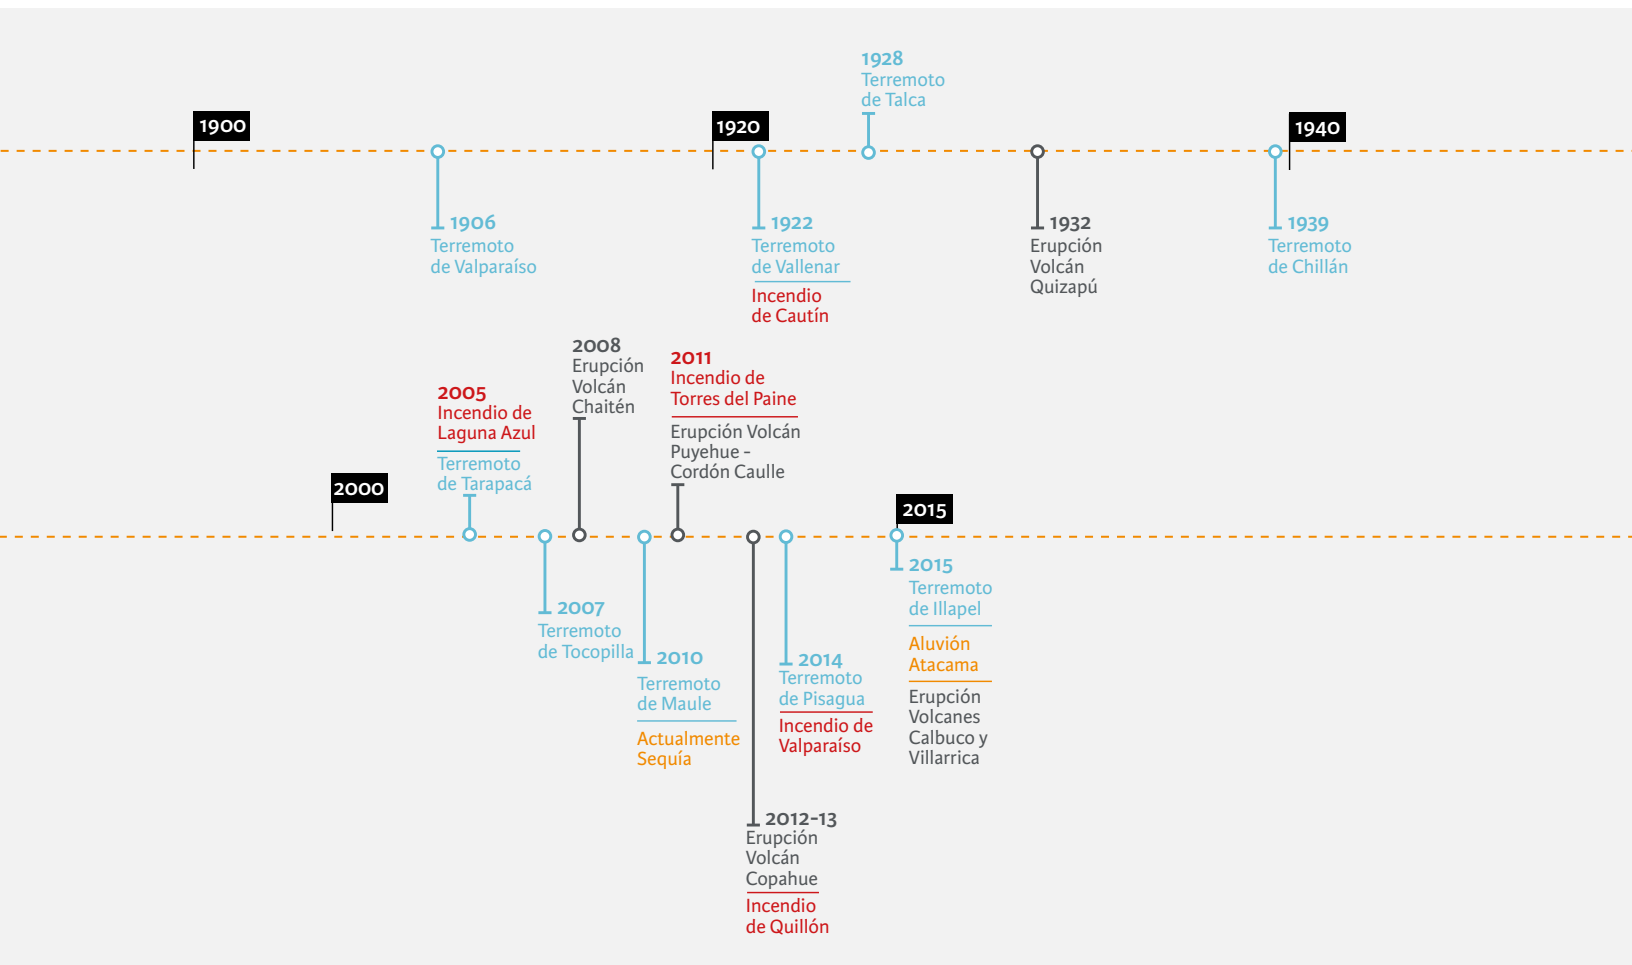 1900
1906
Terremoto
de Valparaíso
1920
1922
Terremoto
de Vallenar
Incendio
de Cautín
1928
Terremoto
de Talca
1932
Erupción
Volcán
Quizapú
1940
1939
Terremoto
de Chillán
2000
2005
Incendio de
Laguna Azul
Terremoto
de Tarapacá
2007
Terremoto
de Tocopilla
2008
Erupción
Volcán
Chaitén
2010
Terremoto
de Maule
Actualmente
Sequía
2011
Incendio de
Torres del Paine
Erupción Volcán
Puyehue -
Cordón Caulle
2012-13
Erupción
Volcán
Copahue
Incendio
de Quillón
2014
Terremoto
de Pisagua
Incendio de
Valparaíso
2015
2015
Terremoto
de Illapel
Aluvión
Atacama
Erupción
Volcanes
Calbuco y
Villarrica